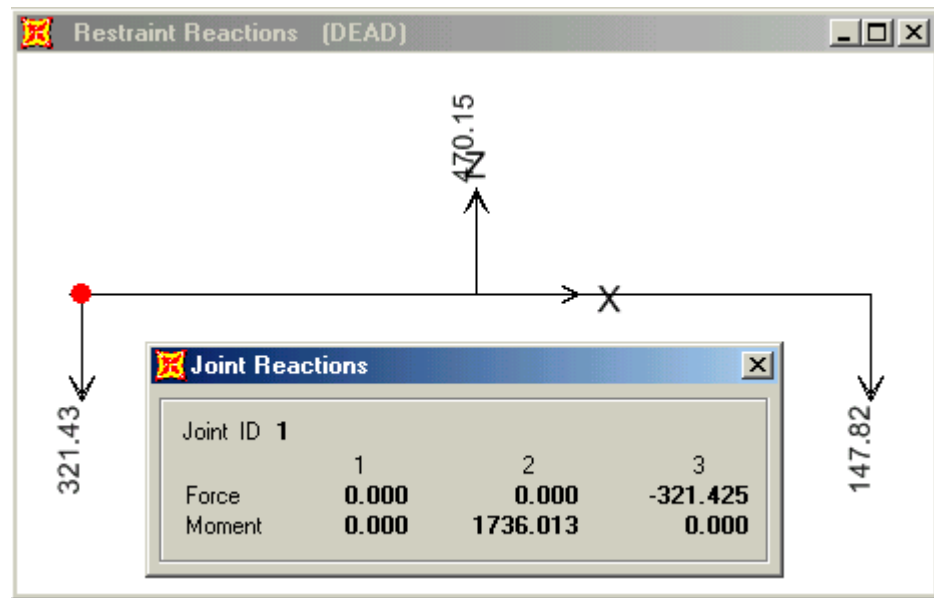 Restraint Reactions (DEAD)
470.15
Z
X
321.43
147.82
Joint Reactions
Joint ID 1
1 2 3
Force 0.000 0.000 -321.425
Moment 0.000 1736.013 0.000